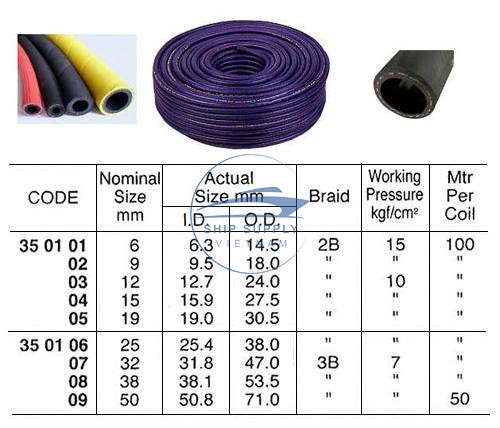 CODE Nominal Size mm Actual Size mm I.D. O.D. Braid Working Pressure kgf/cm² Mtr Per Coil
35 01 01 6 6.3 14.5 2B 15 100
02 9 9.5 18.0 " " "
03 12 12.7 24.0 " 10 "
04 15 15.9 27.5 " " "
05 19 19.0 30.5 " " "
35 01 06 25 25.4 38.0 " " "
07 32 31.8 47.0 3B 7 "
08 38 38.1 53.5 " " "
09 50 50.8 71.0 " " 50
SHIP SUPPLY
VIETNAM